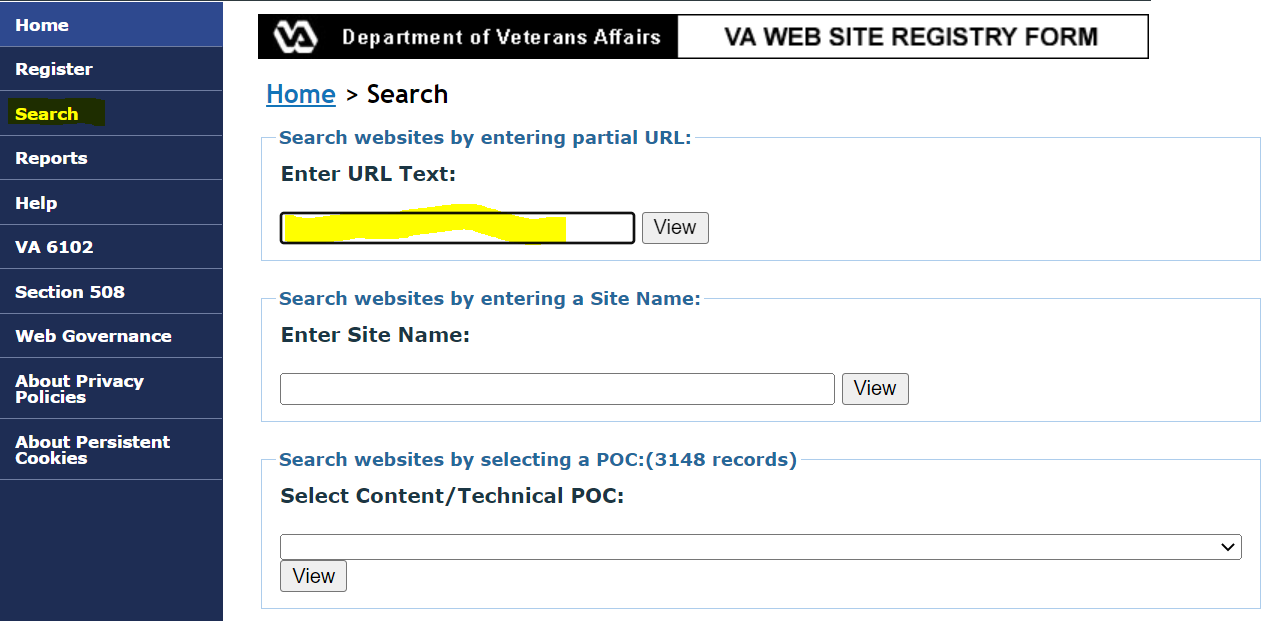 Home
Register
Search
Reports
Help
VA 6102
Section 508
Web Governance
About Privacy
Policies
About Persistent
Cookies
VA Department of Veterans Affairs VA WEB SITE REGISTRY FORM
Home > Search
Search websites by entering partial URL:
Enter URL Text:
View
Search websites by entering a Site Name:
Enter Site Name:
View
Search websites by selecting a POC:(3148 records)
Select Content/Technical POC:
View